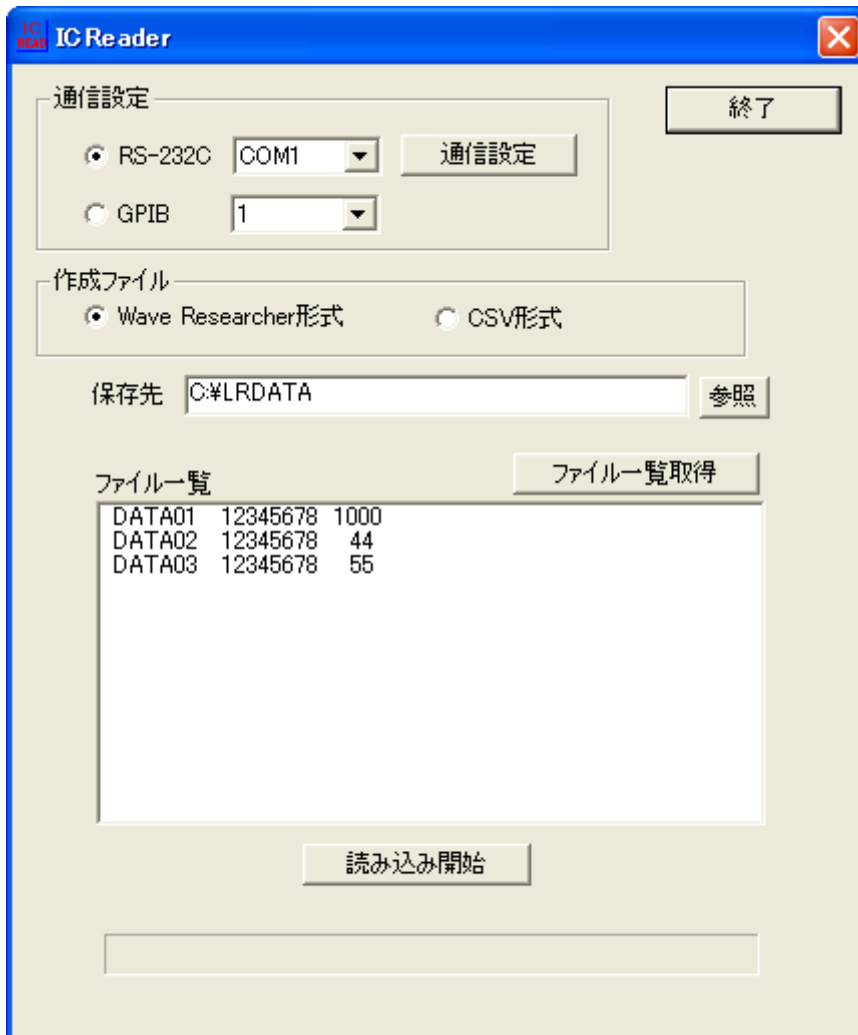 IC READ IC Reader
通信設定
終了
RS-232C COM1 通信設定
GPIB 1
作成ファイル
Wave Researcher形式 CSV形式
保存先 C:¥LRDATA 参照
ファイル一覧 ファイル一覧取得
DATA01 12345678 1000
DATA02 12345678 44
DATA03 12345678 55
読み込み開始